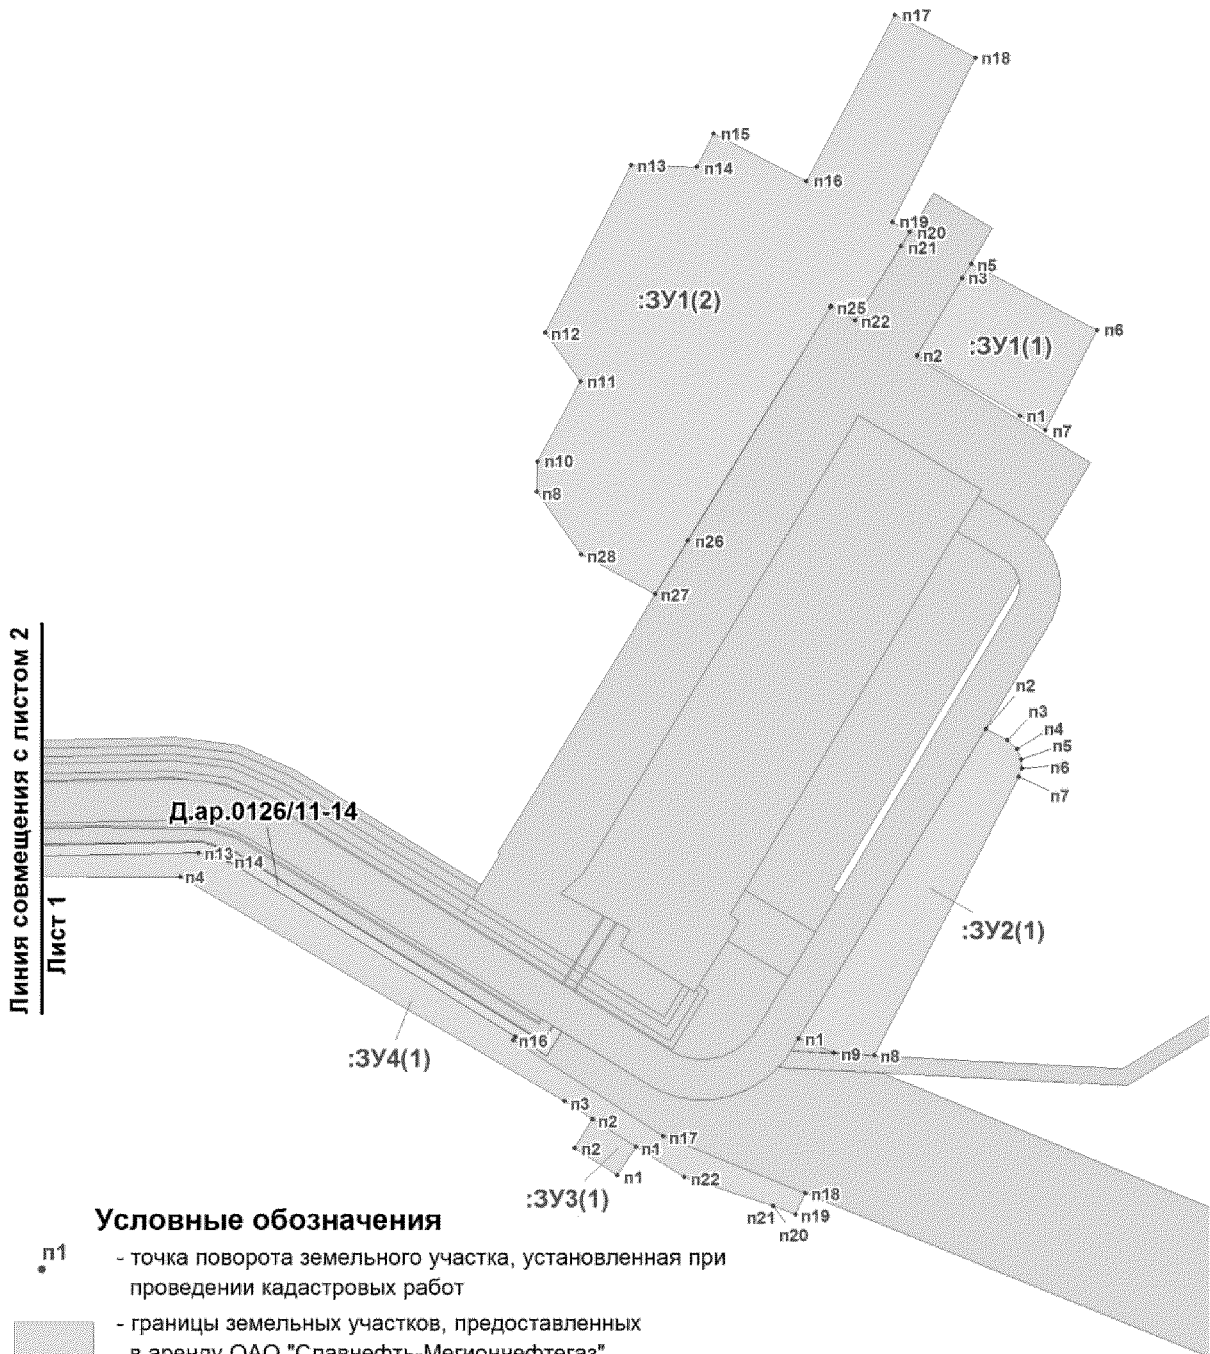 п17
п18
п15
п13
п14
п16
п19
п20
п21
п5
п3
:ЗУ1(2)
п25
п22
п6
п12
:ЗУ1(1)
п2
п11
п1
п7
п10
п8
п26
п28
п27
Линия совмещения с листом 2
Лист 1
п2
п3
п4
п5
п6
п7
Д.ар.0126/11-14
п13
п14
п4
:ЗУ2(1)
п16
п1
п9
п8
:ЗУ4(1)
п3
п2
п17
п2
п1
п1
п22
:ЗУ3(1)
п18
п21
п19
п20
Условные обозначения
п1
- точка поворота земельного участка, установленная при
проведении кадастровых работ
- границы земельных участков, предоставленных
в аренду ОАО "Славнефть-Мегионнефтегаз"